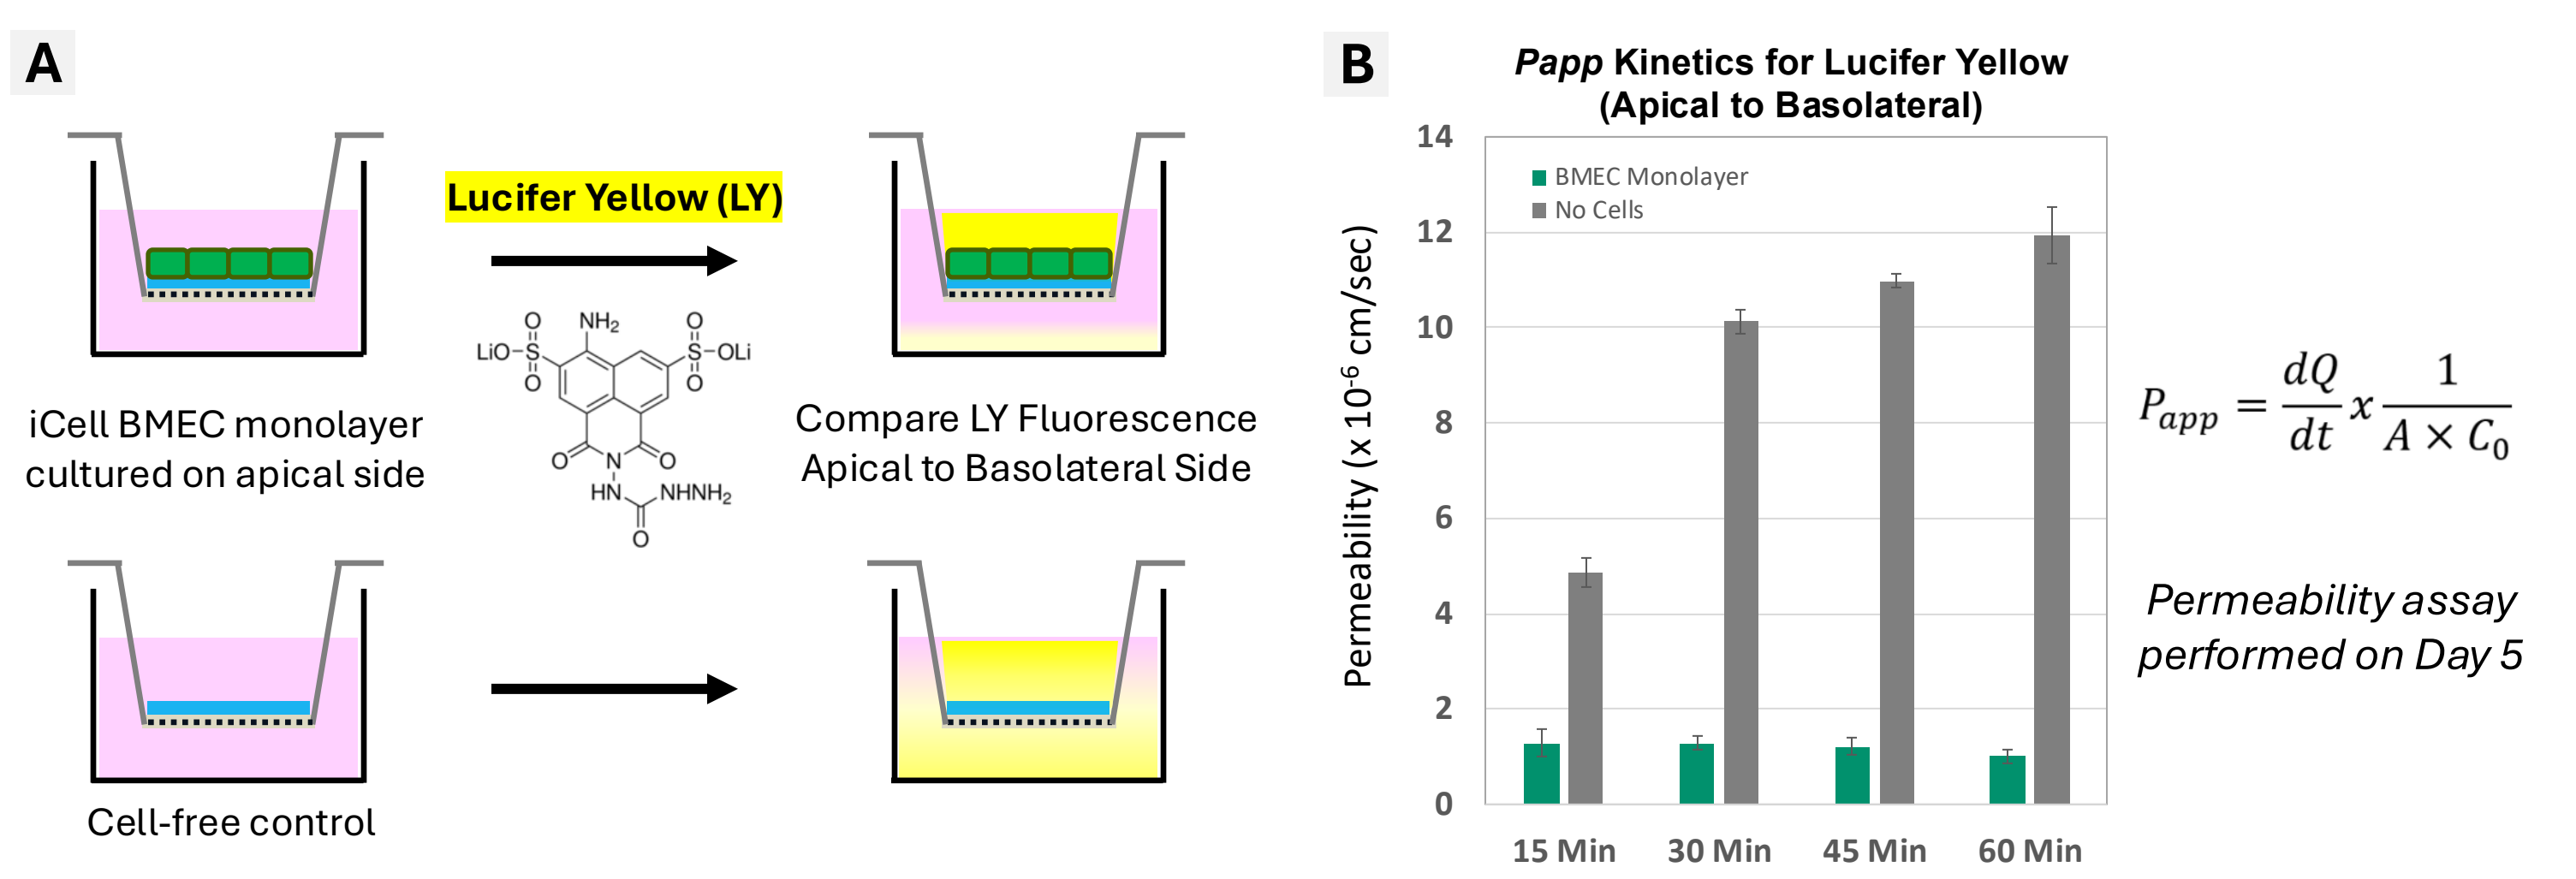 A
Lucifer Yellow (LY)
NH2
O
O
LiO-S
S-OLi
O
O
O
N
O
HN
NHNH2
O
iCell BMEC monolayer
cultured on apical side
Compare LY Fluorescence
Apical to Basolateral Side
Cell-free control
B
Papp Kinetics for Lucifer Yellow
(Apical to Basolateral)
Permeability (x 10⁻⁶ cm/sec)
14
12
10
8
6
4
2
0
BMEC Monolayer
No Cells
15 Min
30 Min
45 Min
60 Min
Papp = dQ/dt x 1/(A × C0)
Permeability assay
performed on Day 5